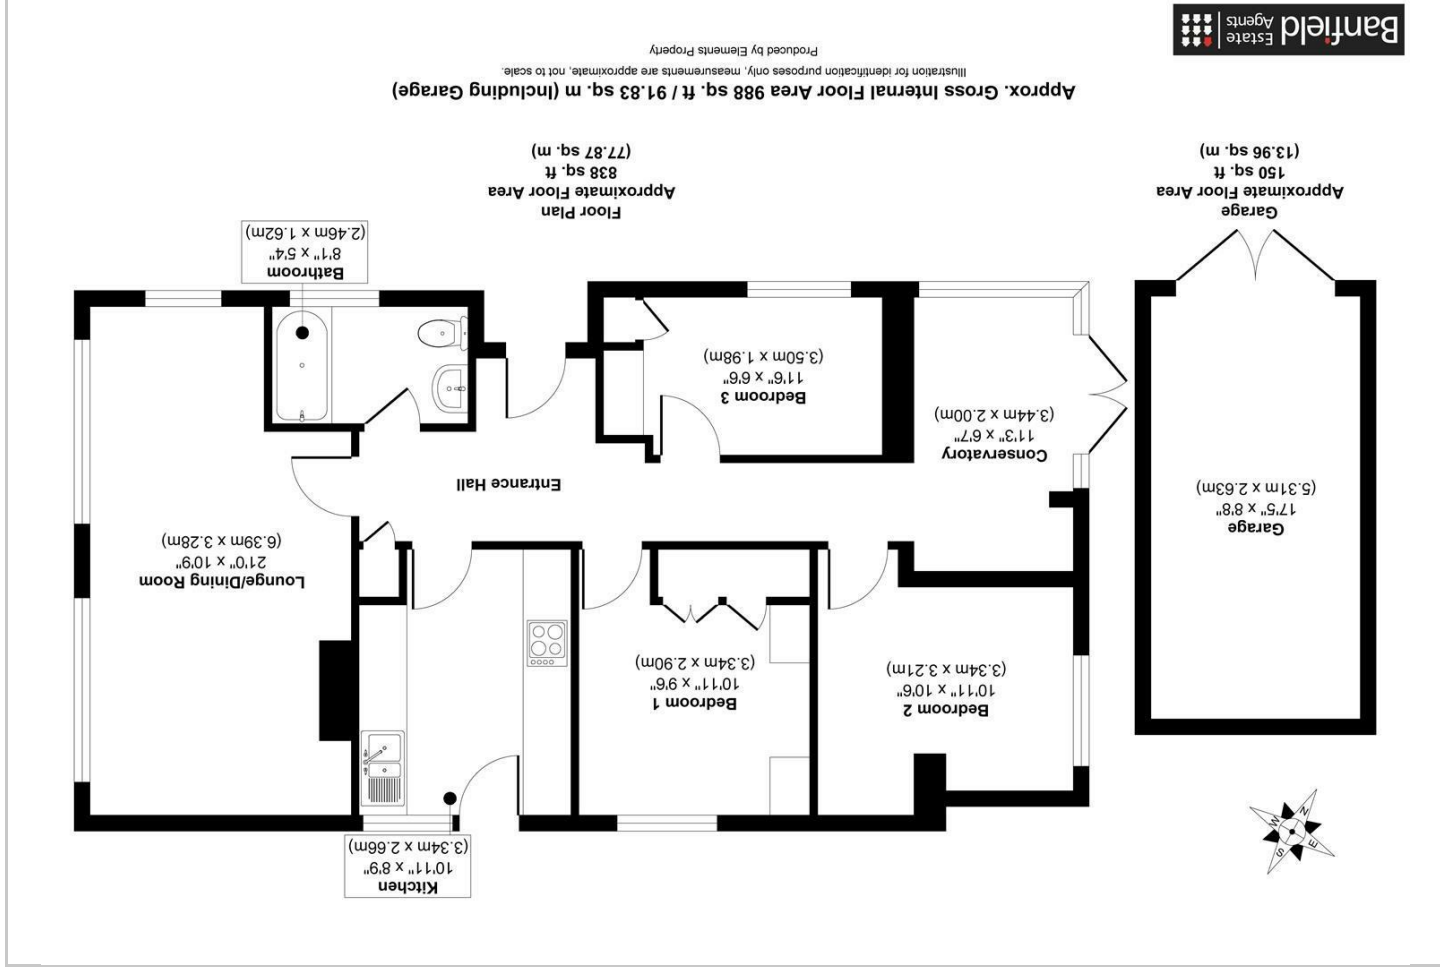 Kitchen
10'11" x 8'9"
(3.34m x 2.66m)
S
E
W
N
Bedroom 2
10'11" x 10'6"
(3.34m x 3.21m)
Bedroom 1
10'11" x 9'6"
(3.34m x 2.90m)
Lounge/Dining Room
21'0" x 10'9"
(6.39m x 3.28m)
Garage
17'5" x 8'8"
(5.31m x 2.63m)
Entrance Hall
Conservatory
11'3" x 6'7"
(3.44m x 2.00m)
Bedroom 3
11'6" x 6'6"
(3.50m x 1.98m)
Bathroom
8'1" x 5'4"
(2.46m x 1.62m)
Garage
Approximate Floor Area
150 sq. ft
(13.96 sq. m)
Floor Plan
Approximate Floor Area
838 sq. ft
(77.87 sq. m)
Approx. Gross Internal Floor Area 988 sq. ft / 91.83 sq. m (Including Garage)
Illustration for identification purposes only, measurements are approximate, not to scale.
Produced by Elements Property
Banfield
Estate
Agents